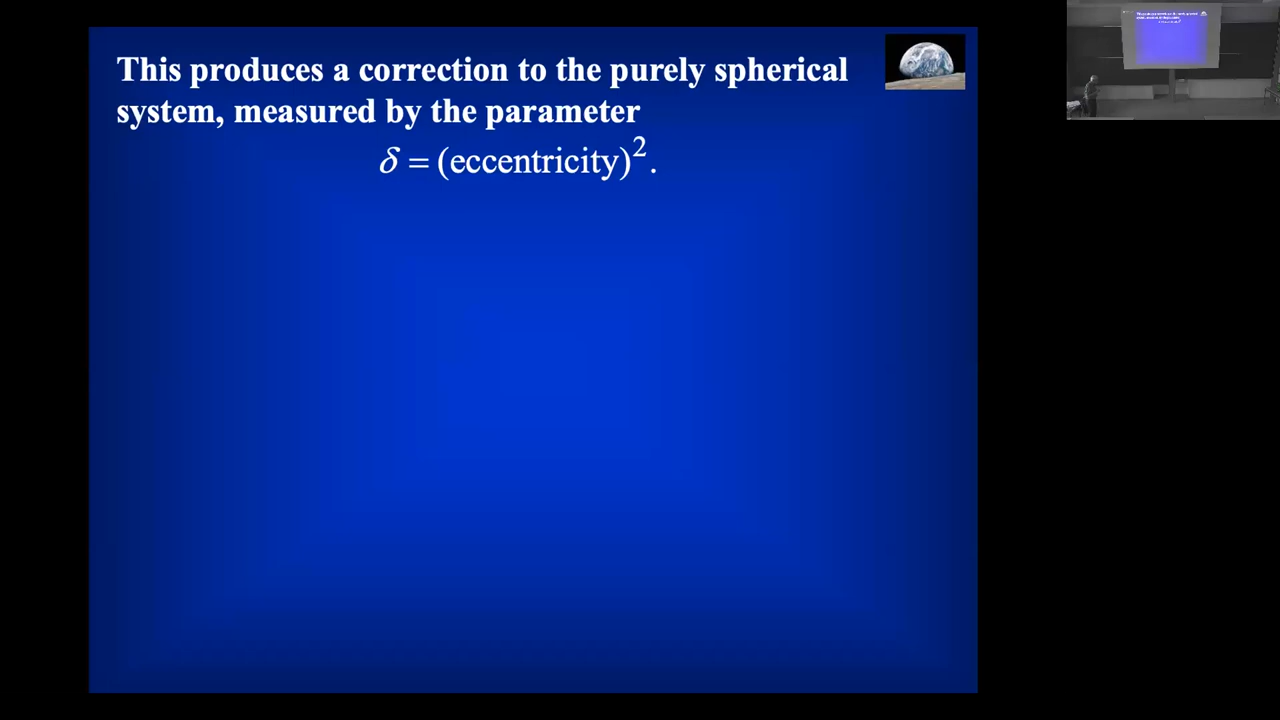 This produces a correction to the purely spherical
system, measured by the parameter
δ = (eccentricity)².